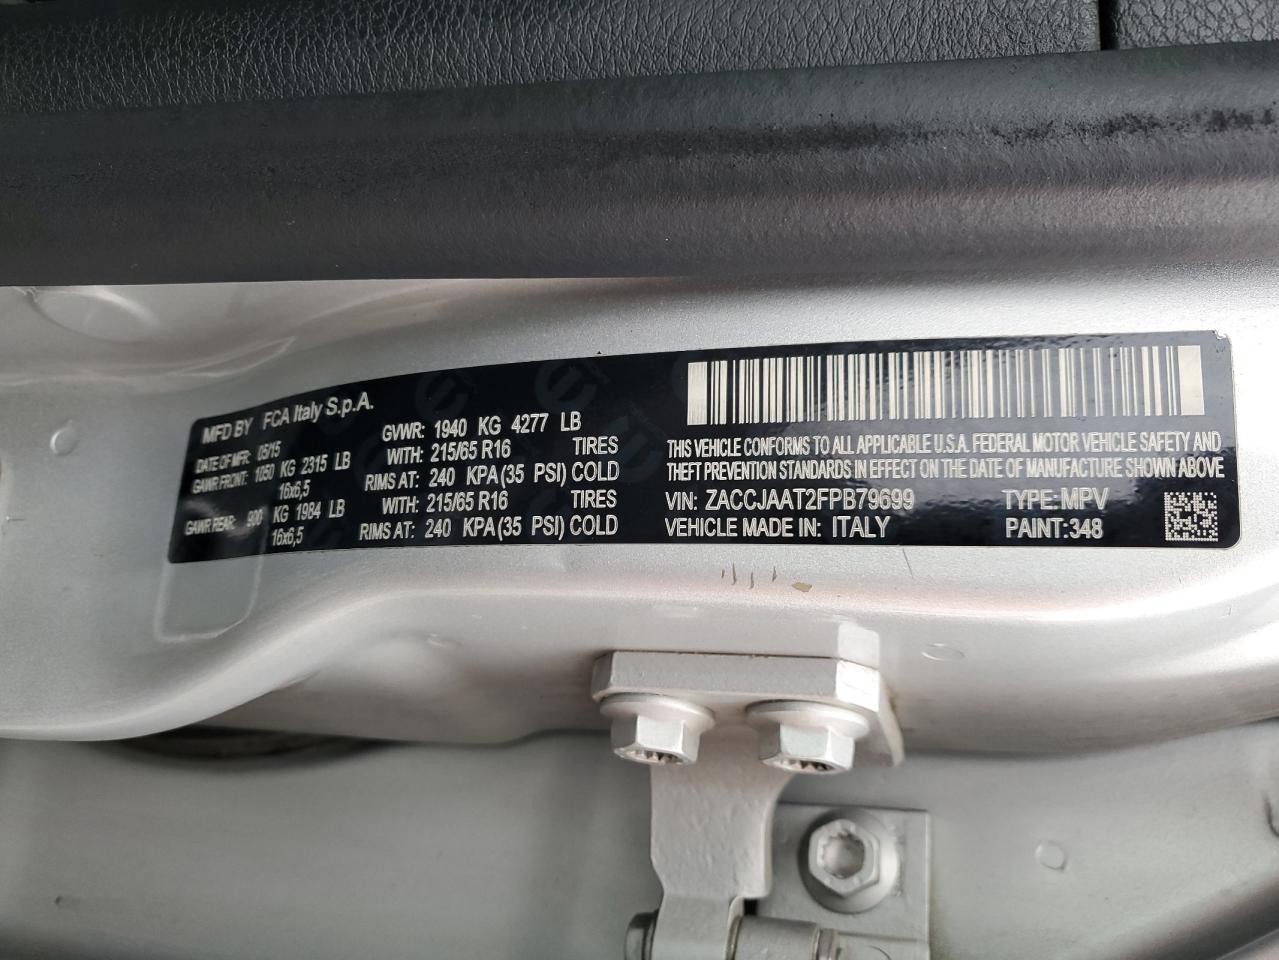 MFD BY FCA Italy S.p.A.
DATE OF MFR: 05/15 GVWR: 1940 KG 4277 LB
GAWR FRONT: 1050 KG 2315 LB WITH: 215/65 R16 TIRES
16x6,5 RIMS AT: 240 KPA(35 PSI) COLD
GAWR REAR: 900 KG 1984 LB WITH: 215/65 R16 TIRES
16x6,5 RIMS AT: 240 KPA(35 PSI) COLD
THIS VEHICLE CONFORMS TO ALL APPLICABLE U.S.A. FEDERAL MOTOR VEHICLE SAFETY AND
THEFT PREVENTION STANDARDS IN EFFECT ON THE DATE OF MANUFACTURE SHOWN ABOVE
VIN: ZACCJAAT2FPB79699 TYPE:MPV
VEHICLE MADE IN: ITALY PAINT:348